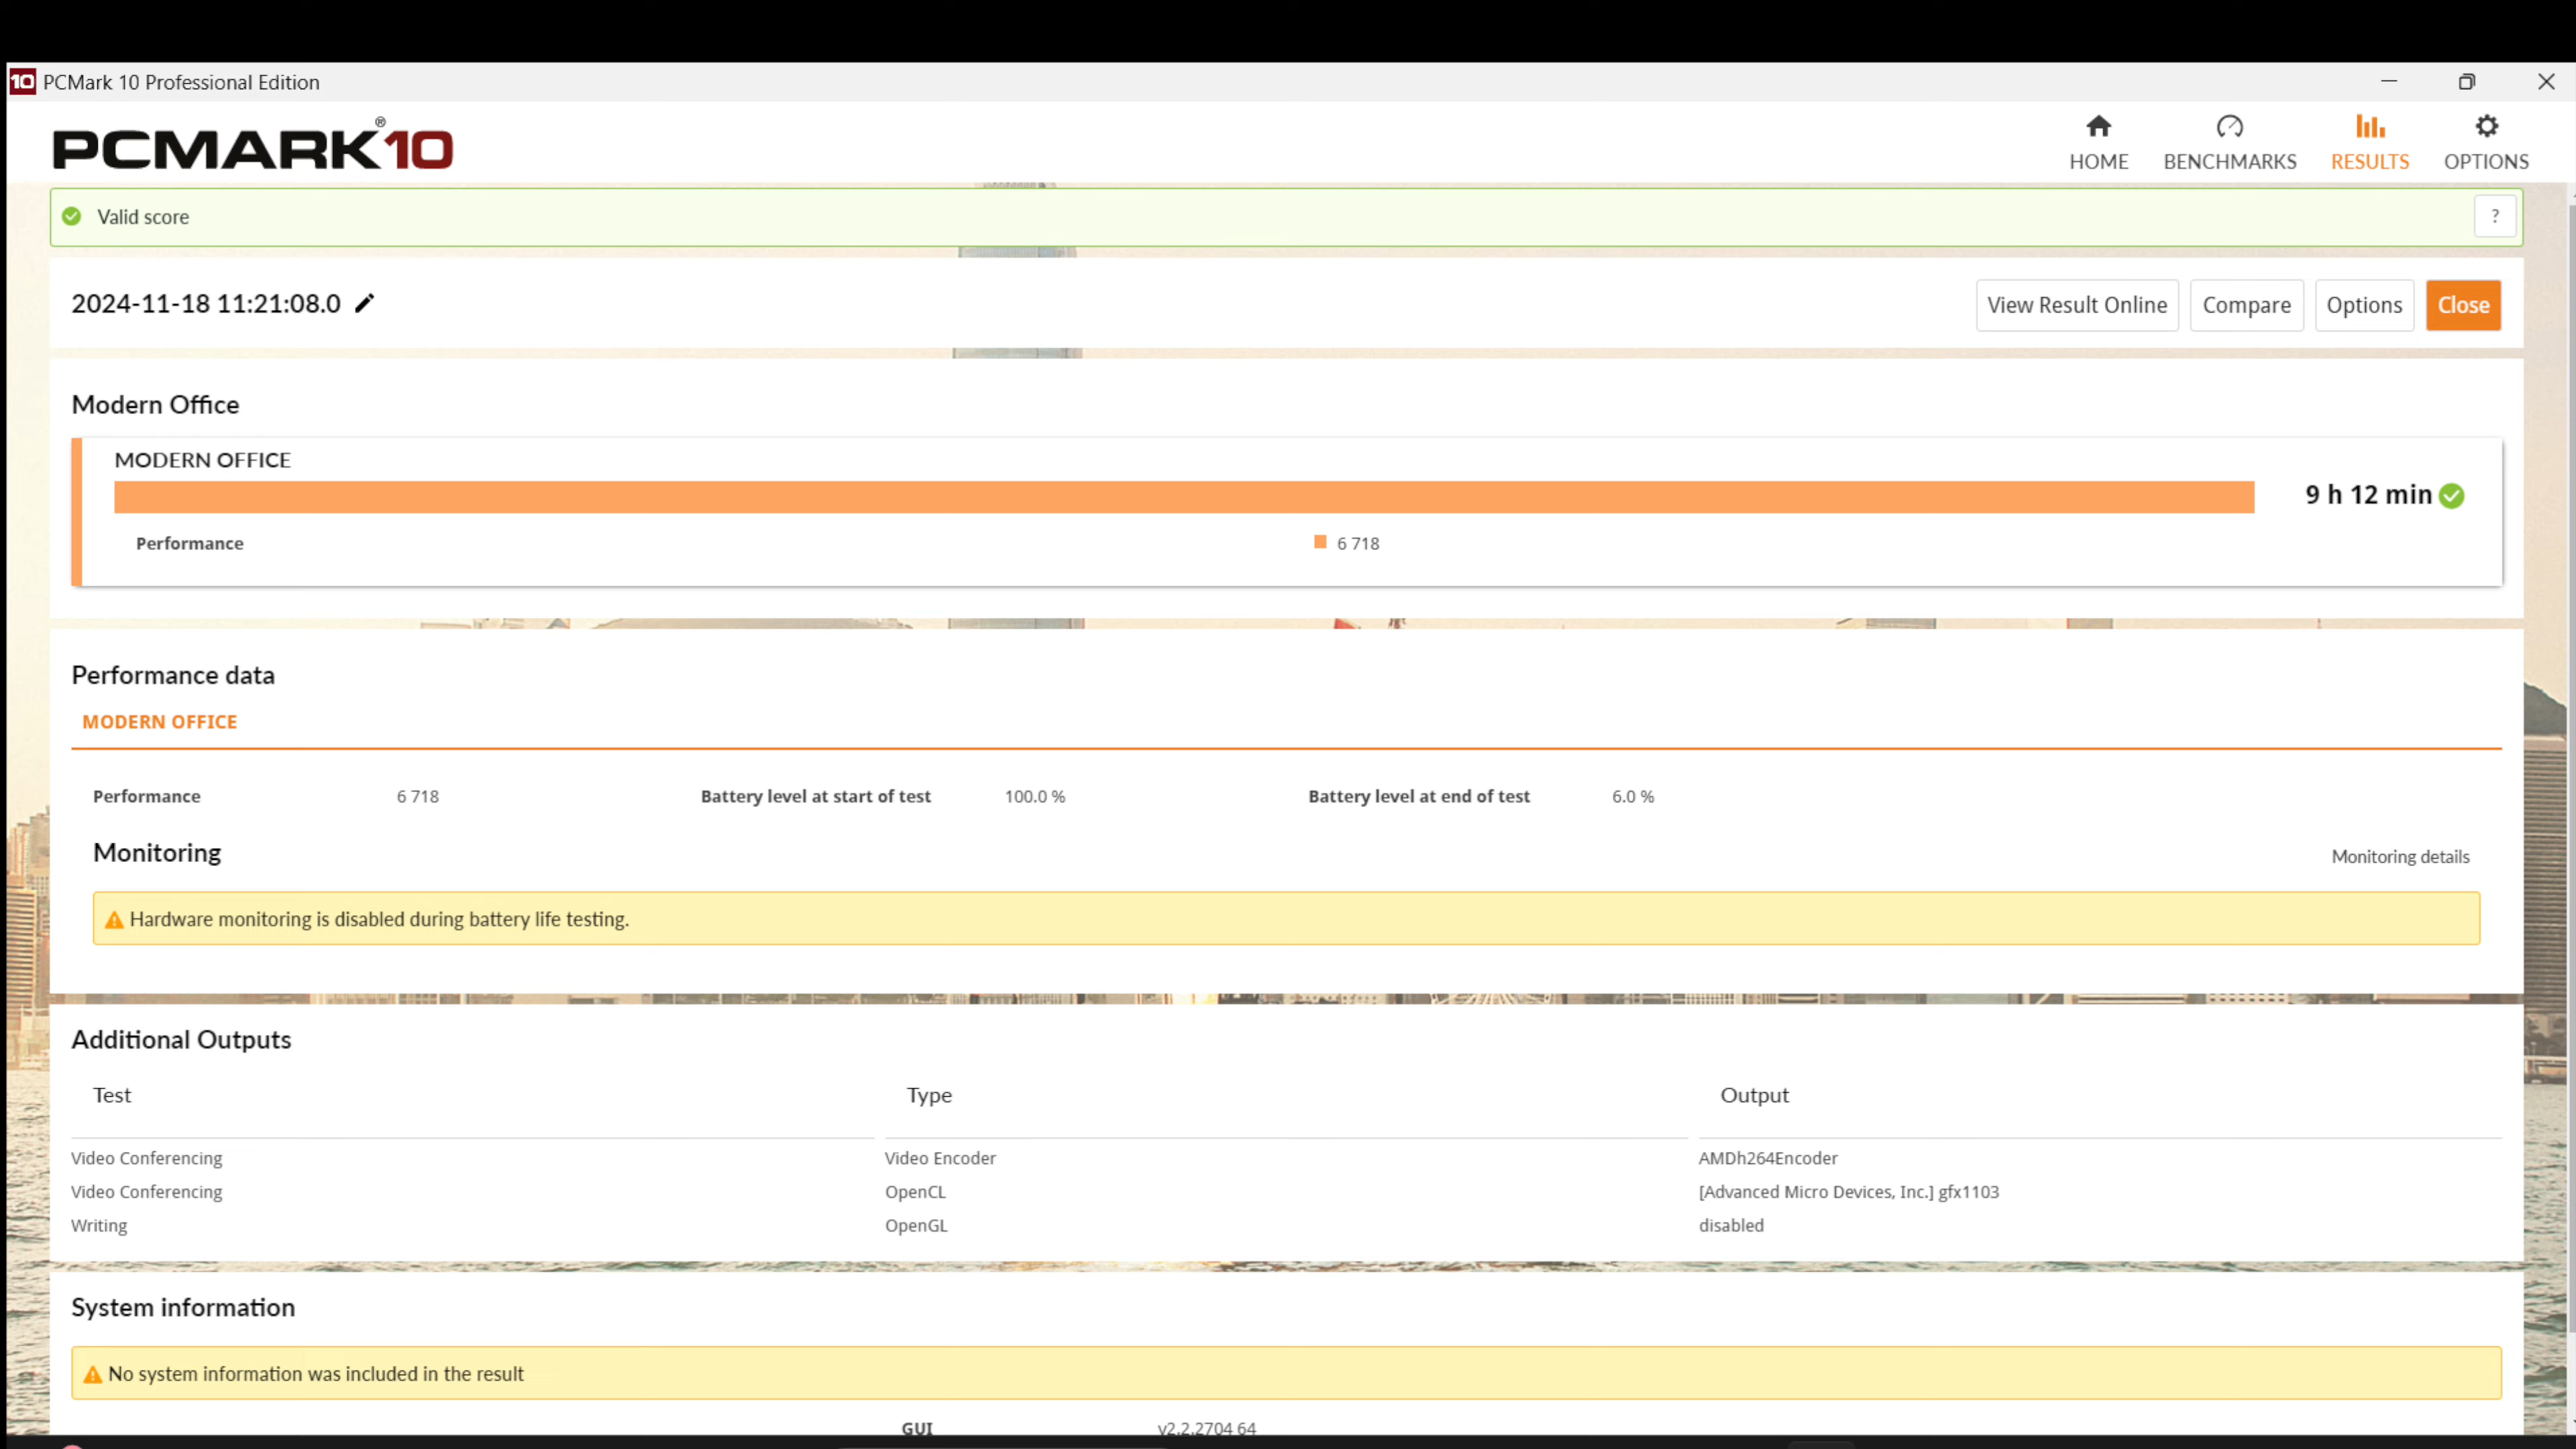 10 PCMark 10 Professional Edition
PCMARK®10
HOME BENCHMARKS RESULTS OPTIONS
Valid score ?
2024-11-18 11:21:08.0 View Result Online Compare Options Close
Modern Office
MODERN OFFICE
9 h 12 min
Performance 6 718
Performance data
MODERN OFFICE
Performance 6 718 Battery level at start of test 100.0 % Battery level at end of test 6.0 %
Monitoring Monitoring details
Hardware monitoring is disabled during battery life testing.
Additional Outputs
Test Type Output
Video Conferencing Video Encoder AMDh264Encoder
Video Conferencing OpenCL [Advanced Micro Devices, Inc.] gfx1103
Writing OpenGL disabled
System information
No system information was included in the result
GUI v2.2.2704 64